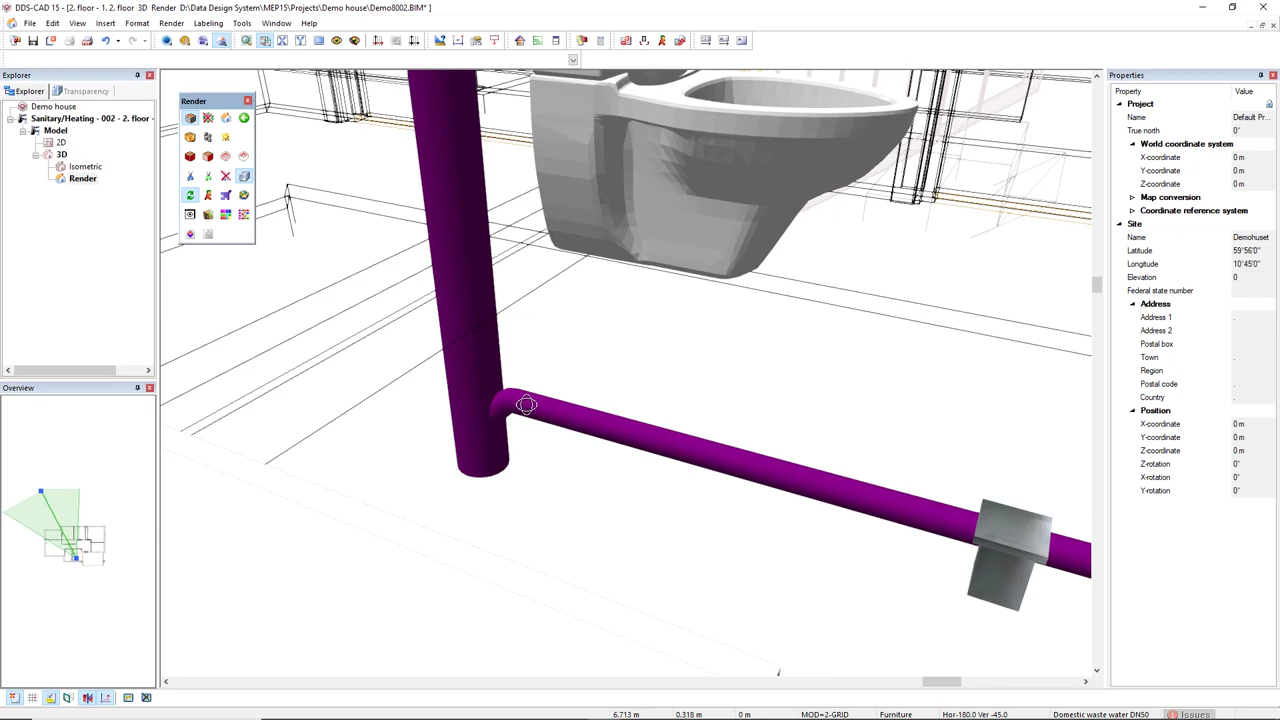 DDS-CAD 15 - [2. floor - 1, 2. floor  3D  Render  D:\Data Design System\MEP15\Projects\Demo house\Demo8002.BIM* ]
File Edit View Insert Format Render Labeling Tools Window Help
Explorer
Explorer Transparency
Demo house
Sanitary/Heating - 002 - 2. floor -
Model
2D
3D
Isometric
Render
Overview
Render
Properties
Property Value
Project
Name Default Pr...
True north 0°
World coordinate system
X-coordinate 0 m
Y-coordinate 0 m
Z-coordinate 0 m
Map conversion
Coordinate reference system
Site
Name Demohuset
Latitude 59°56'0"
Longitude 10°45'0"
Elevation 0
Federal state number
Address
Address 1 .
Address 2
Postal box
Town .
Region
Postal code .
Country .
Position
X-coordinate 0 m
Y-coordinate 0 m
Z-coordinate 0 m
Z-rotation 0°
X-rotation 0°
Y-rotation 0°
6.713 m 0.318 m 0 m MOD=2-GRID Furniture Hor-180.0 Ver -45.0 Domestic waste water DN50 Issues